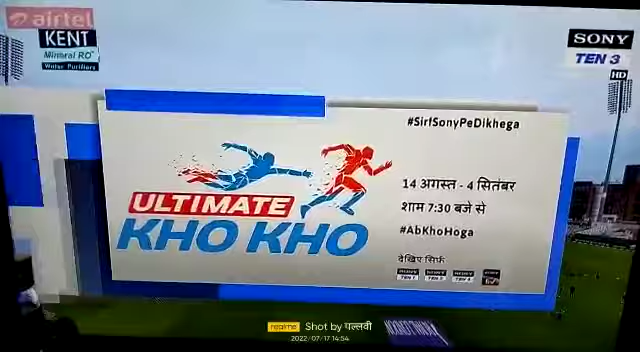 airtel
KENT
Mineral RO
Water Purifiers
SONY
TEN 3
HD
#SirfSonyPeDikhega
ULTIMATE
KHO KHO
14 अगस्त - 4 सितंबर
शाम 7:30 बजे से
#AbKhoHoga
देखिए सिर्फ
realme
Shot by पल्लवी
2022/07/17 14:54